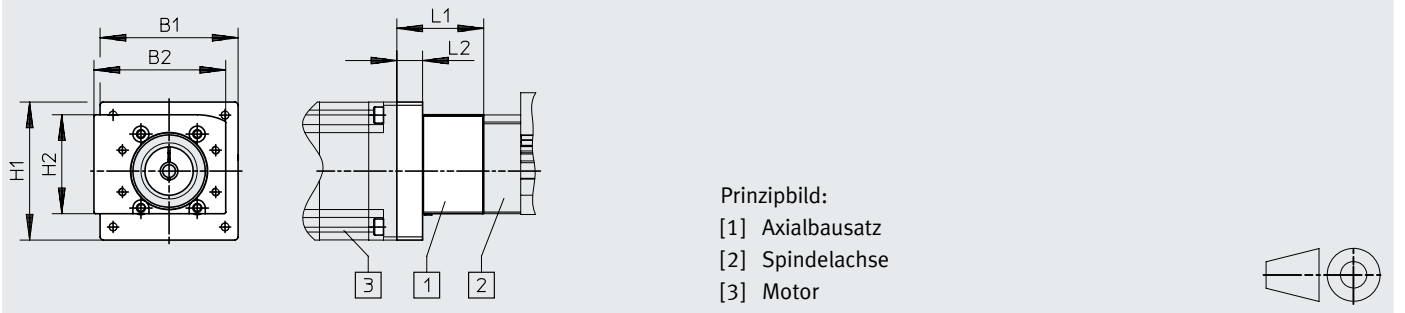 B1
B2
H1
H2
L1
L2
3
1
2
Prinzipbild:
[1] Axialbausatz
[2] Spindelachse
[3] Motor